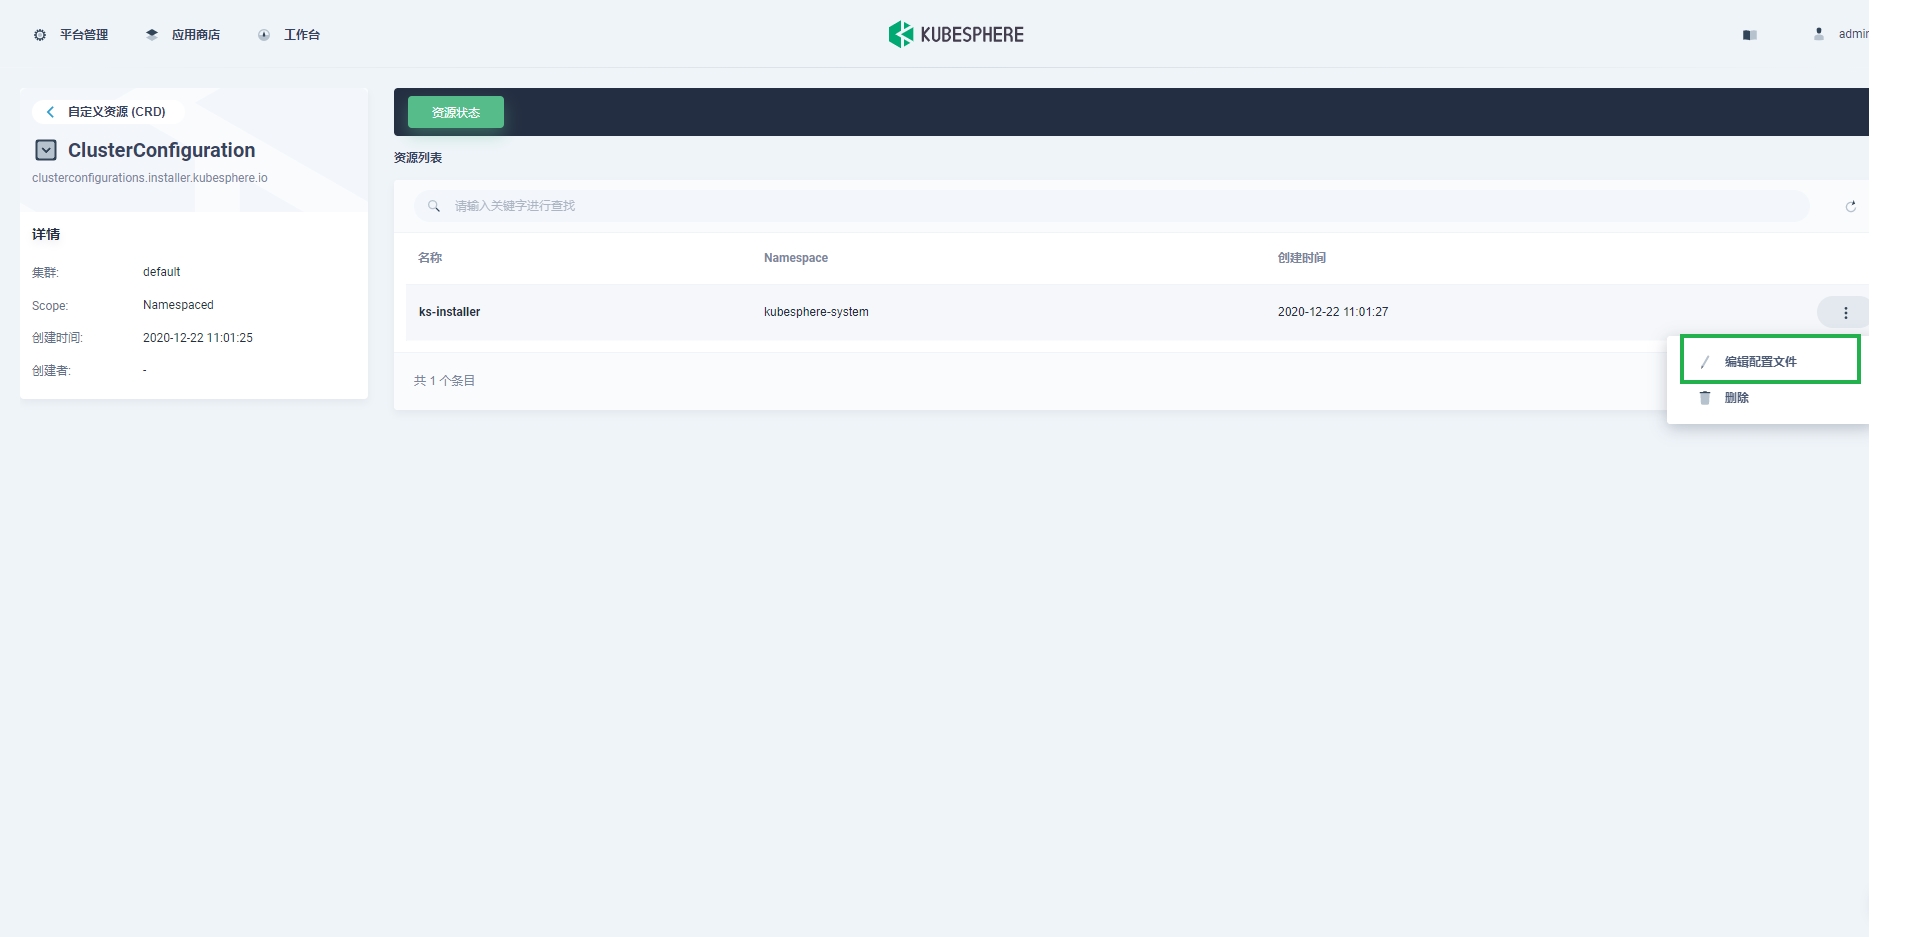 平台管理
应用商店
工作台
KUBESPHERE
自定义资源 (CRD)
ClusterConfiguration
clusterconfigurations.installer.kubesphere.io
详情
集群: default
Scope: Namespaced
创建时间: 2020-12-22 11:01:25
创建者: -
资源状态
资源列表
请输入关键字进行查找
名称 Namespace 创建时间
ks-installer kubesphere-system 2020-12-22 11:01:27
编辑配置文件
删除
共 1 个条目